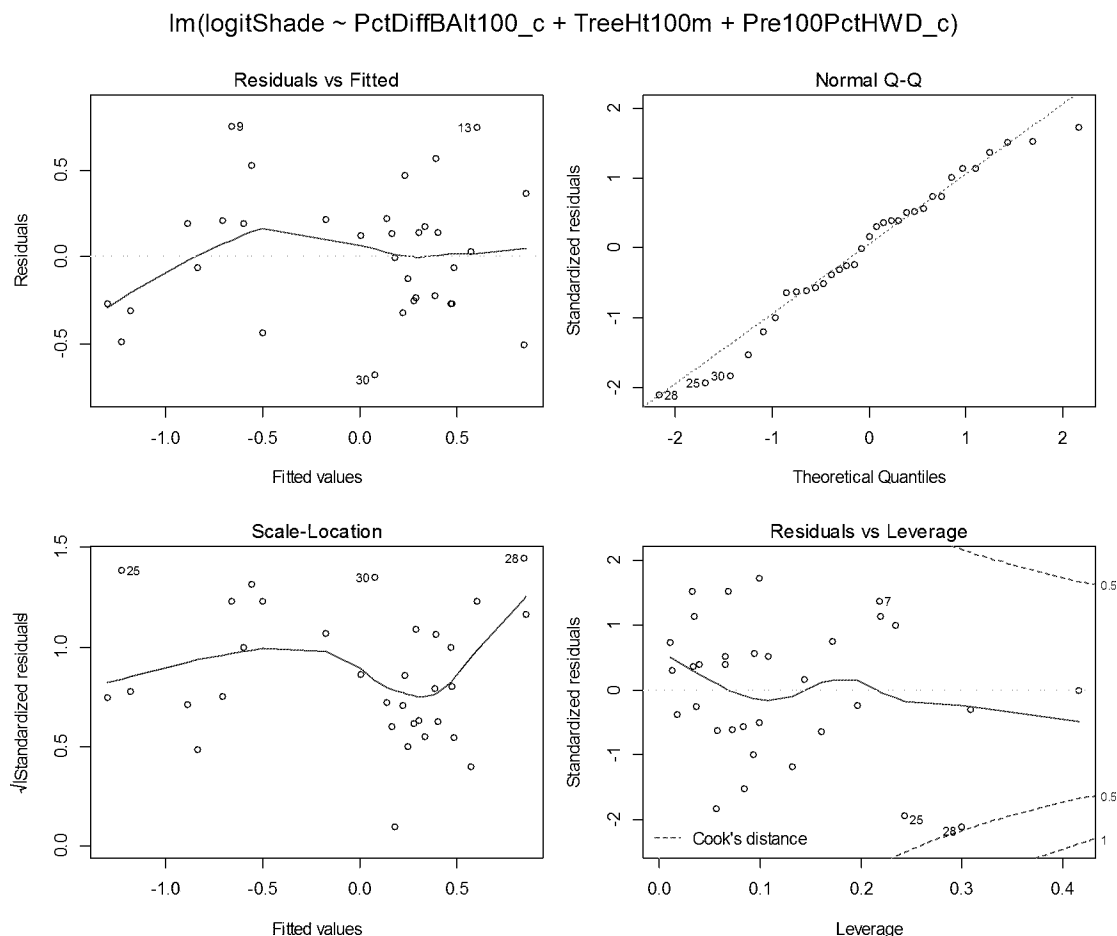 lm(logitShade ~ PctDiffBAlt100_c + TreeHt100m + Pre100PctHWD_c)
Residuals vs Fitted
Residuals
0.5
0.0
-0.5
9
13
30
-1.0 -0.5 0.0 0.5
Fitted values
Normal Q-Q
Standardized residuals
2
1
0
-1
-2
28
25
30
-2 -1 0 1 2
Theoretical Quantiles
Scale-Location
√|Standardized residuals
1.5
1.0
0.5
0.0
25
30
28
-1.0 -0.5 0.0 0.5
Fitted values
Residuals vs Leverage
Standardized residuals
2
1
0
-1
-2
7
25
28
0.5
0.5
1
Cook's distance
0.0 0.1 0.2 0.3 0.4
Leverage